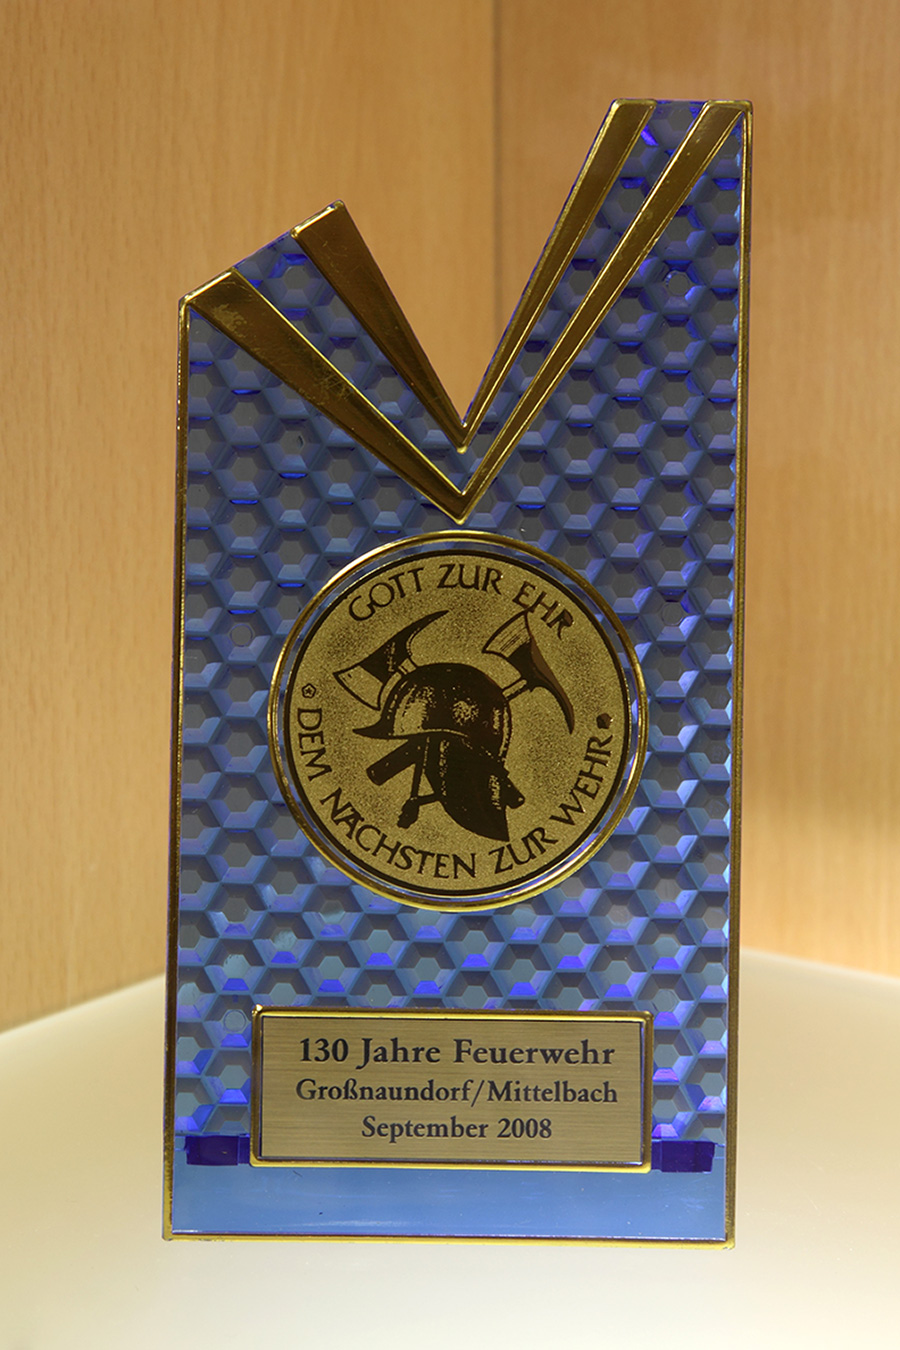 GOTT ZUR EHR
DEM NÄCHSTEN ZUR WEHR
130 Jahre Feuerwehr
Großnaundorf/Mittelbach
September 2008